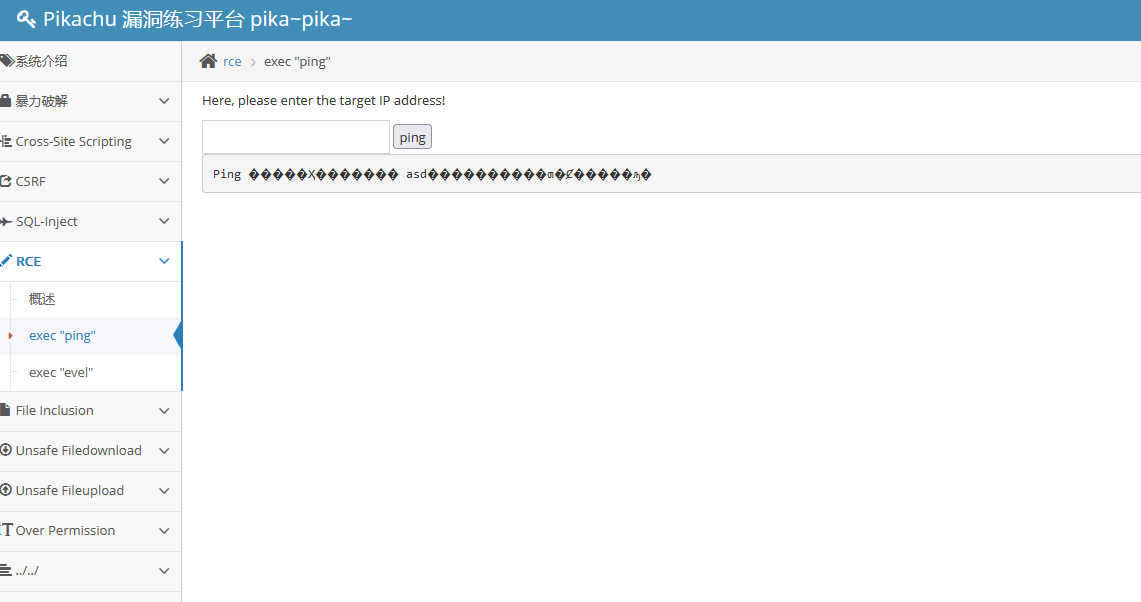 Pikachu 漏洞练习平台 pika~pika~
系统介绍
暴力破解
Cross-Site Scripting
CSRF
SQL-Inject
RCE
概述
exec "ping"
exec "evel"
File Inclusion
Unsafe Filedownload
Unsafe Fileupload
Over Permission
../../
rce > exec "ping"
Here, please enter the target IP address!
ping
Ping �����Ҳ������� asd����������